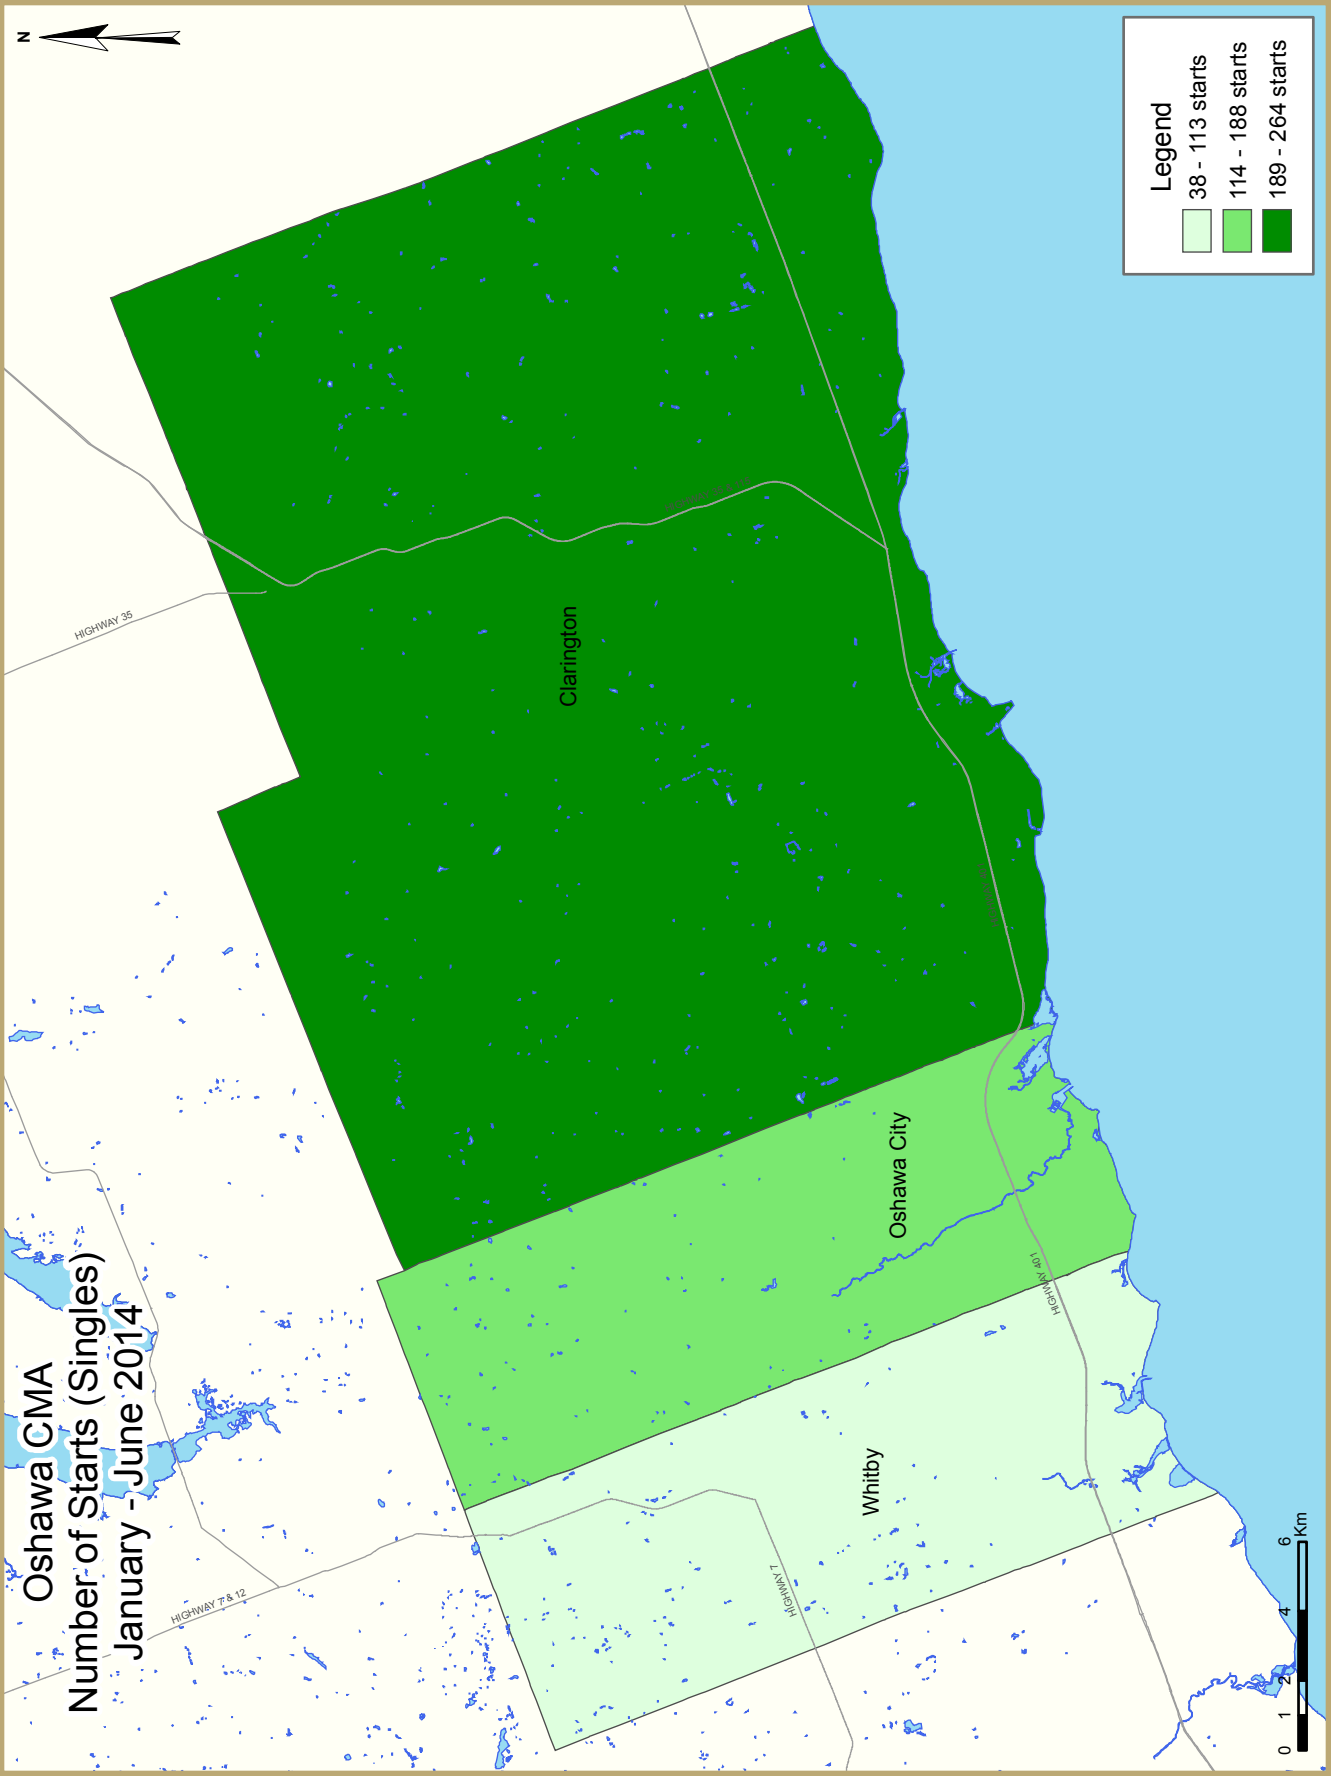 Oshawa CMA
Number of Starts (Singles)
January - June 2014
N
HIGHWAY 35
HIGHWAY 7 & 12
Clarington
Oshawa City
Whitby
HIGHWAY 7
HIGHWAY 401
Legend
38 - 113 starts
114 - 188 starts
189 - 264 starts
0 1 2 4 6
Km